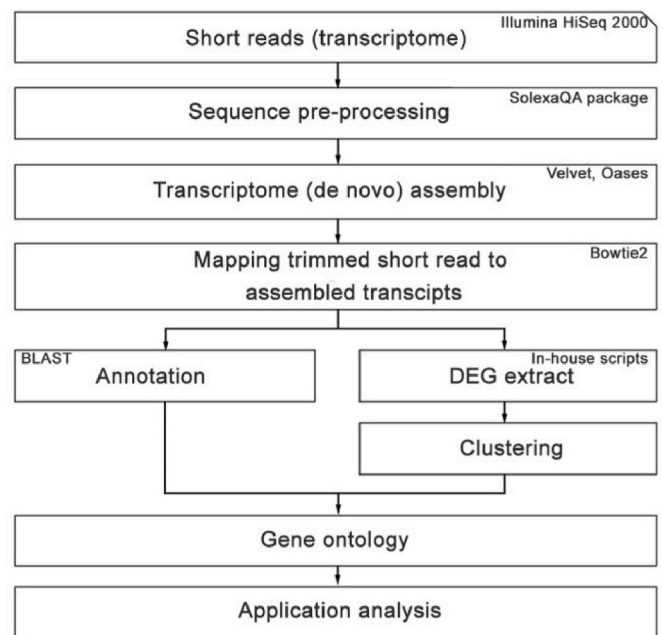 Illumina HiSeq 2000
Short reads (transcriptome)
SolexaQA package
Sequence pre-processing
Velvet, Oases
Transcriptome (de novo) assembly
Bowtie2
Mapping trimmed short read to
assembled transcipts
BLAST
Annotation
In-house scripts
DEG extract
Clustering
Gene ontology
Application analysis